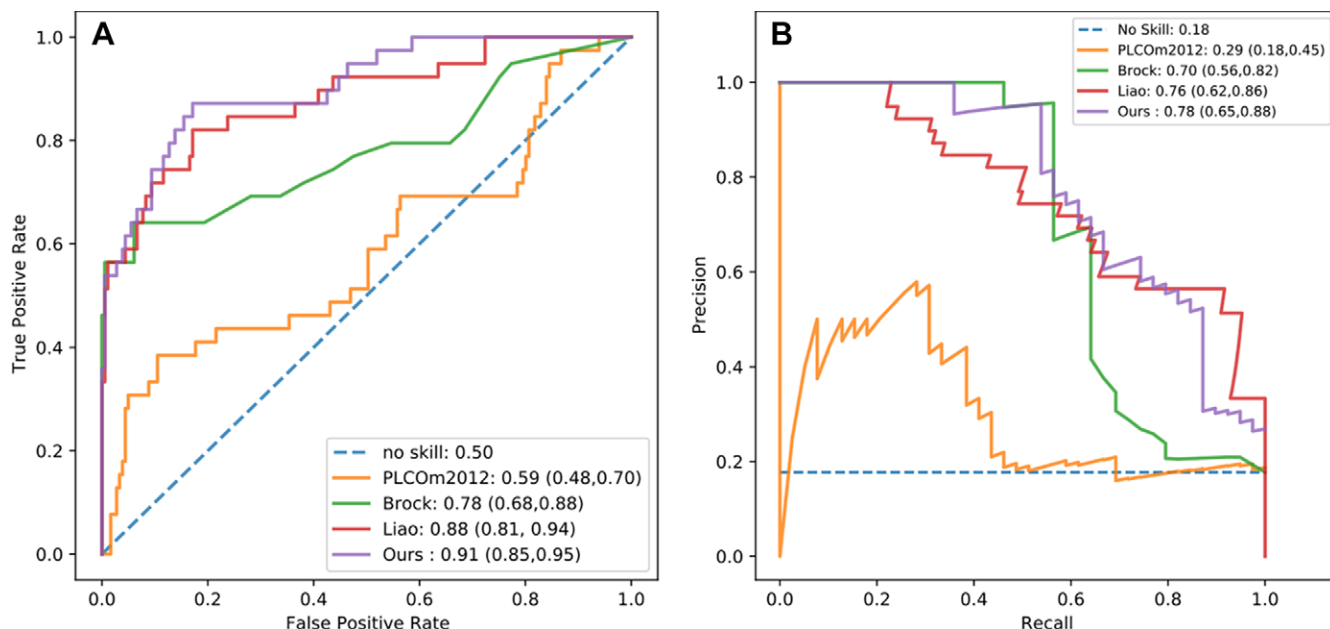 A
1.0
0.8
0.6
0.4
0.2
0.0
True Positive Rate
no skill: 0.50
PLCOm2012: 0.59 (0.48,0.70)
Brock: 0.78 (0.68,0.88)
Liao: 0.88 (0.81, 0.94)
Ours : 0.91 (0.85,0.95)
0.0 0.2 0.4 0.6 0.8 1.0
False Positive Rate
B
No Skill: 0.18
PLCOm2012: 0.29 (0.18,0.45)
Brock: 0.70 (0.56,0.82)
Liao: 0.76 (0.62,0.86)
Ours : 0.78 (0.65,0.88)
1.0
0.8
0.6
0.4
0.2
0.0
Precision
0.0 0.2 0.4 0.6 0.8 1.0
Recall